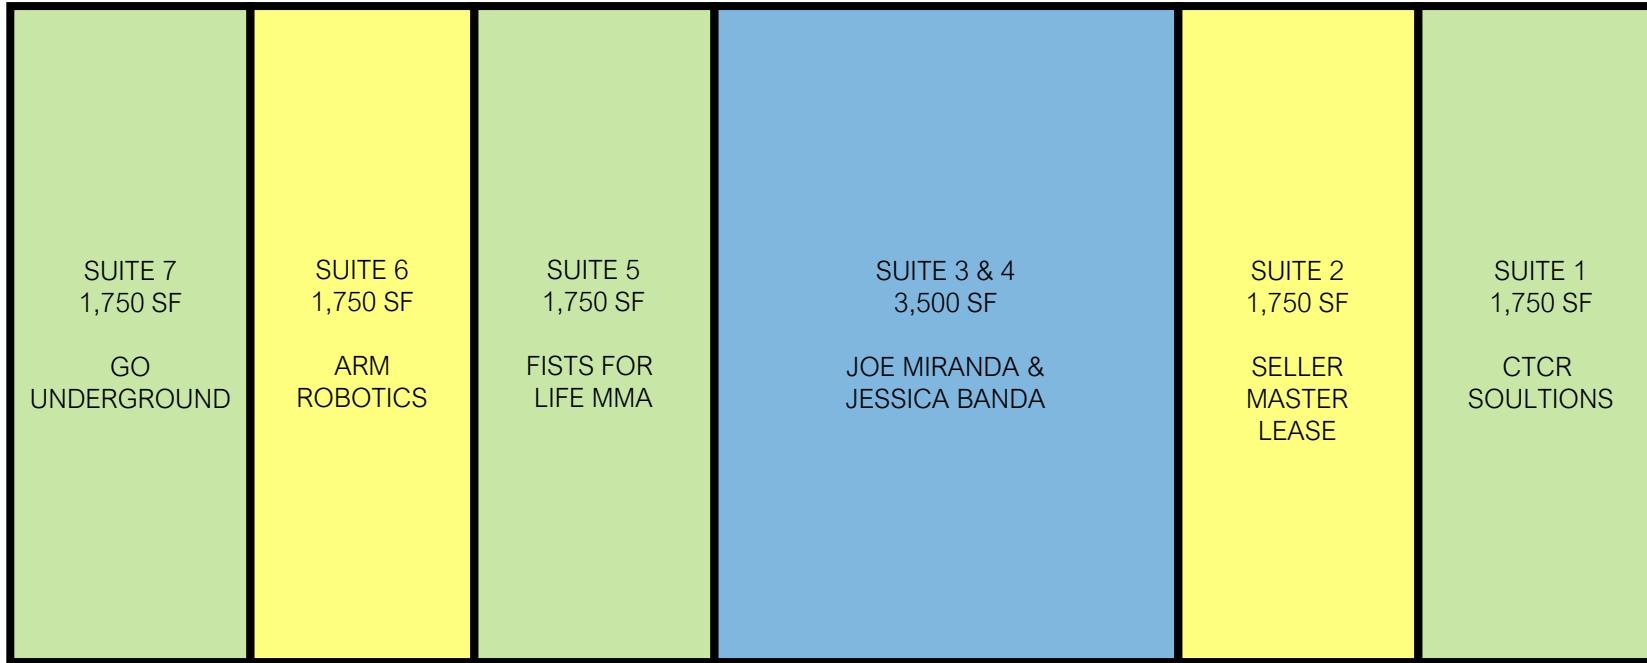 SUITE 7
1,750 SF
GO
UNDERGROUND
SUITE 6
1,750 SF
ARM
ROBOTICS
SUITE 5
1,750 SF
FISTS FOR
LIFE MMA
SUITE 3 & 4
3,500 SF
JOE MIRANDA &
JESSICA BANDA
SUITE 2
1,750 SF
SELLER
MASTER
LEASE
SUITE 1
1,750 SF
CTCR
SOULTIONS